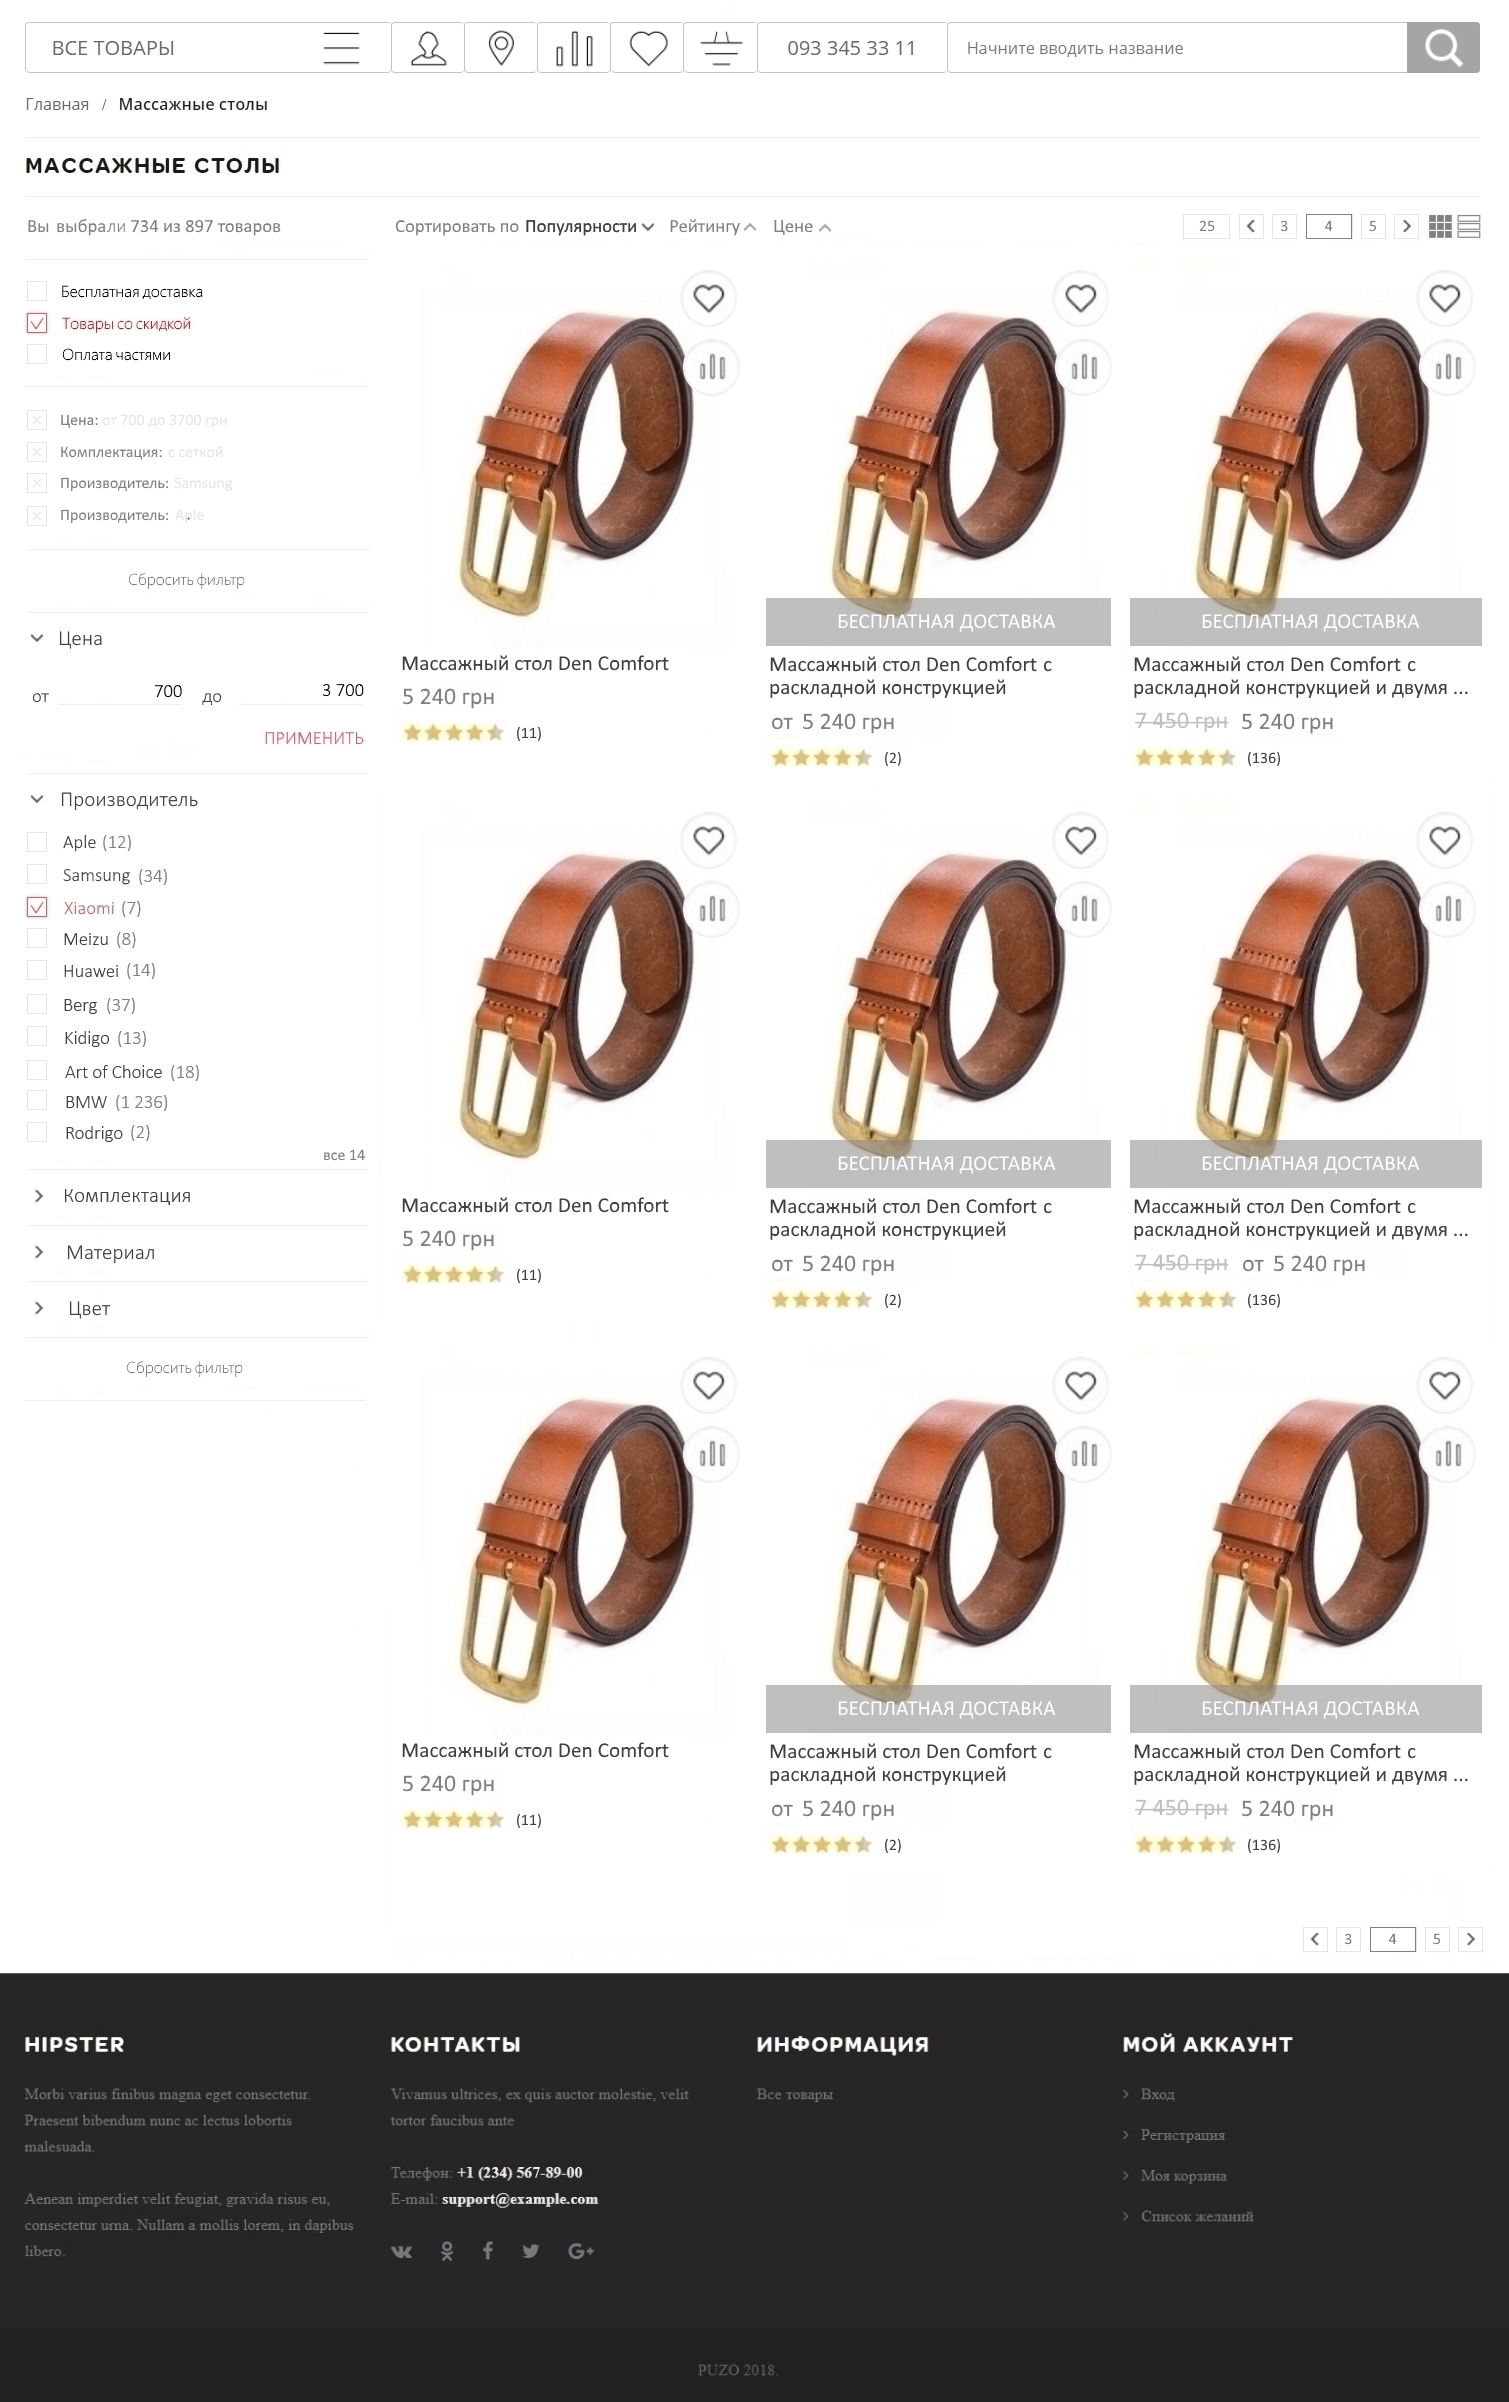 ВСЕ ТОВАРЫ
093 345 33 11
Начните вводить название
Главная / Массажные столы
МАССАЖНЫЕ СТОЛЫ
Вы выбрали 734 из 897 товаров
Сортировать по Популярности Рейтингу Цене
25 3 4 5
Бесплатная доставка
Товары со скидкой
Оплата частями
Цена: от 700 до 3700 грн
Комплектация: с сеткой
Производитель: Samsung
Производитель: Aple
Сбросить фильтр
Цена
от 700 до 3 700
ПРИМЕНИТЬ
Производитель
Aple (12)
Samsung (34)
Xiaomi (7)
Meizu (8)
Huawei (14)
Berg (37)
Kidigo (13)
Art of Choice (18)
BMW (1 236)
Rodrigo (2)
все 14
Комплектация
Материал
Цвет
Сбросить фильтр
Массажный стол Den Comfort
5 240 грн
(11)
БЕСПЛАТНАЯ ДОСТАВКА
Массажный стол Den Comfort с
раскладной конструкцией
от 5 240 грн
(2)
БЕСПЛАТНАЯ ДОСТАВКА
Массажный стол Den Comfort с
раскладной конструкцией и двумя ...
7 450 грн 5 240 грн
(136)
Массажный стол Den Comfort
5 240 грн
(11)
БЕСПЛАТНАЯ ДОСТАВКА
Массажный стол Den Comfort с
раскладной конструкцией
от 5 240 грн
(2)
БЕСПЛАТНАЯ ДОСТАВКА
Массажный стол Den Comfort с
раскладной конструкцией и двумя ...
7 450 грн от 5 240 грн
(136)
Массажный стол Den Comfort
5 240 грн
(11)
БЕСПЛАТНАЯ ДОСТАВКА
Массажный стол Den Comfort с
раскладной конструкцией
от 5 240 грн
(2)
БЕСПЛАТНАЯ ДОСТАВКА
Массажный стол Den Comfort с
раскладной конструкцией и двумя ...
7 450 грн 5 240 грн
(136)
3 4 5
HIPSTER
Morbi varius finibus magna eget consectetur.
Praesent bibendum nunc ac lectus lobortis
malesuada.
Aenean imperdiet velit feugiat, gravida risus eu,
consectetur urna. Nullam a mollis lorem, in dapibus
libero.
КОНТАКТЫ
Vivamus ultrices, ex quis auctor molestie, velit
tortor faucibus ante
Телефон: +1 (234) 567-89-00
E-mail: support@example.com
ИНФОРМАЦИЯ
Все товары
МОЙ АККАУНТ
Вход
Регистрация
Моя корзина
Список желаний
PUZO 2018.